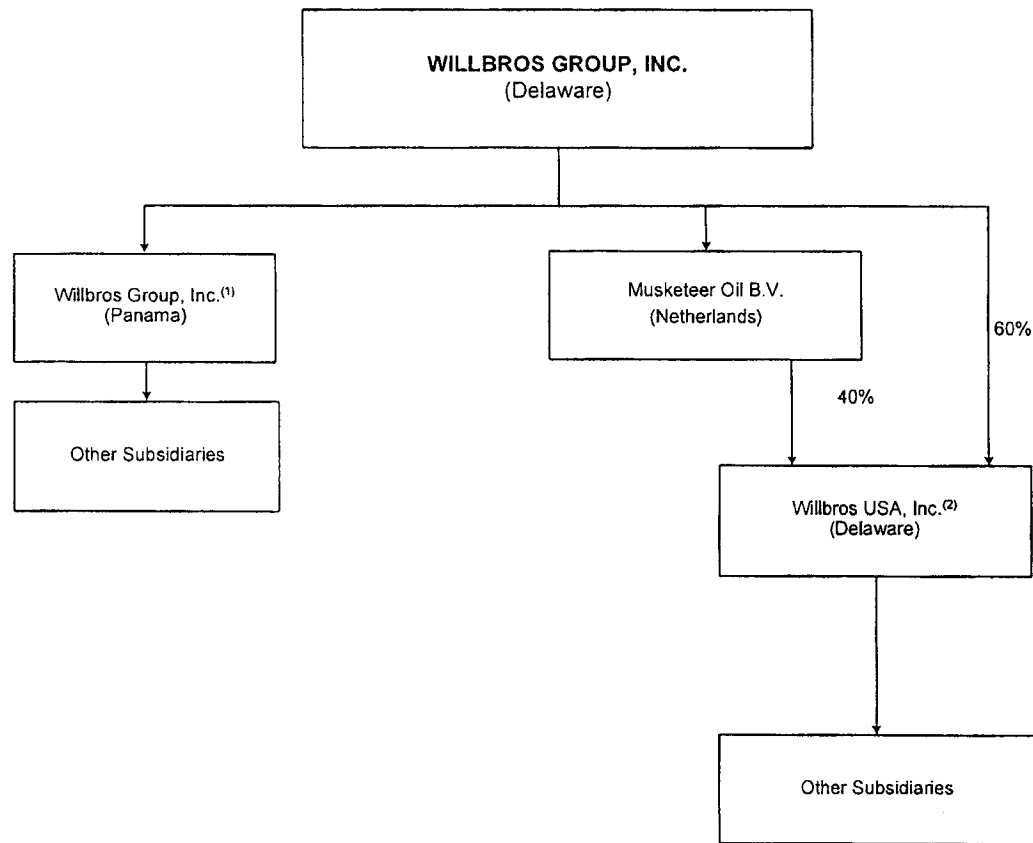 WILLBROS GROUP, INC.
(Delaware)
Willbros Group, Inc.(1)
(Panama)
Musketeer Oil B.V.
(Netherlands)
60%
40%
Other Subsidiaries
Willbros USA, Inc.(2)
(Delaware)
Other Subsidiaries